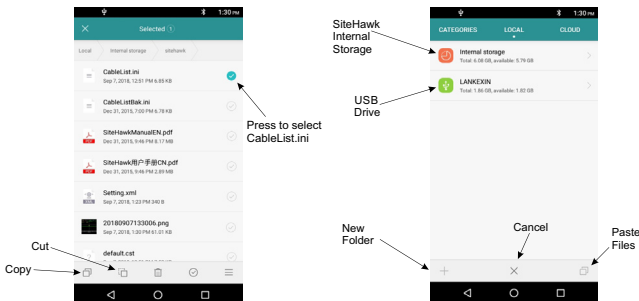 1:30 PM
Selected 1
Local
Internal storage
sitehawk
CableList.ini
Sep 7, 2018, 12:51 PM 6.85 KB
CableListBak.ini
Dec 31, 2015, 7:00 PM 6.78 KB
SiteHawkManualEN.pdf
Dec 31, 2015, 9:46 PM 8.17 MB
SiteHawk用户手册CN.pdf
Dec 31, 2015, 9:46 PM 2.89 MB
Setting.xml
Sep 7, 2018, 1:23 PM 340 B
20180907133006.png
Sep 7, 2018, 1:30 PM 61.01 KB
default.cst
Press to select
CableList.ini
Cut
Copy
SiteHawk
Internal
Storage
USB
Drive
New
Folder
1:30 PM
CATEGORIES
LOCAL
CLOUD
Internal storage
Total: 6.08 GB, available: 5.79 GB
LANKEXIN
Total: 1.86 GB, available: 1.82 GB
Cancel
Paste
Files